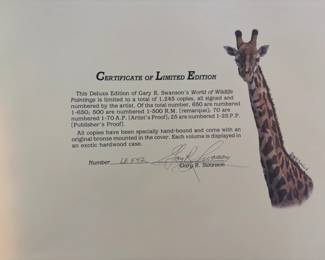 CERTIFICATE OF LIMITED EDITION
This Deluxe Edition of Gary R. Swanson's World of Wildlife
Paintings is limited to a total of 1,245 copies, all signed and
numbered by the artist. Of the total number, 650 are numbered
1-650, 500 are numbered 1-500 R.M. (remarque), 70 are
numbered 1-70 A.P. (Artist's Proof), 25 are numbered 1-25 P.P.
(Publisher's Proof).
All copies have been specially hand-bound and come with an
original bronze mounted in the cover. Each volume is displayed in
an exotic hardwood case.
Number Gary R. Swanson
Gary R. Swanson